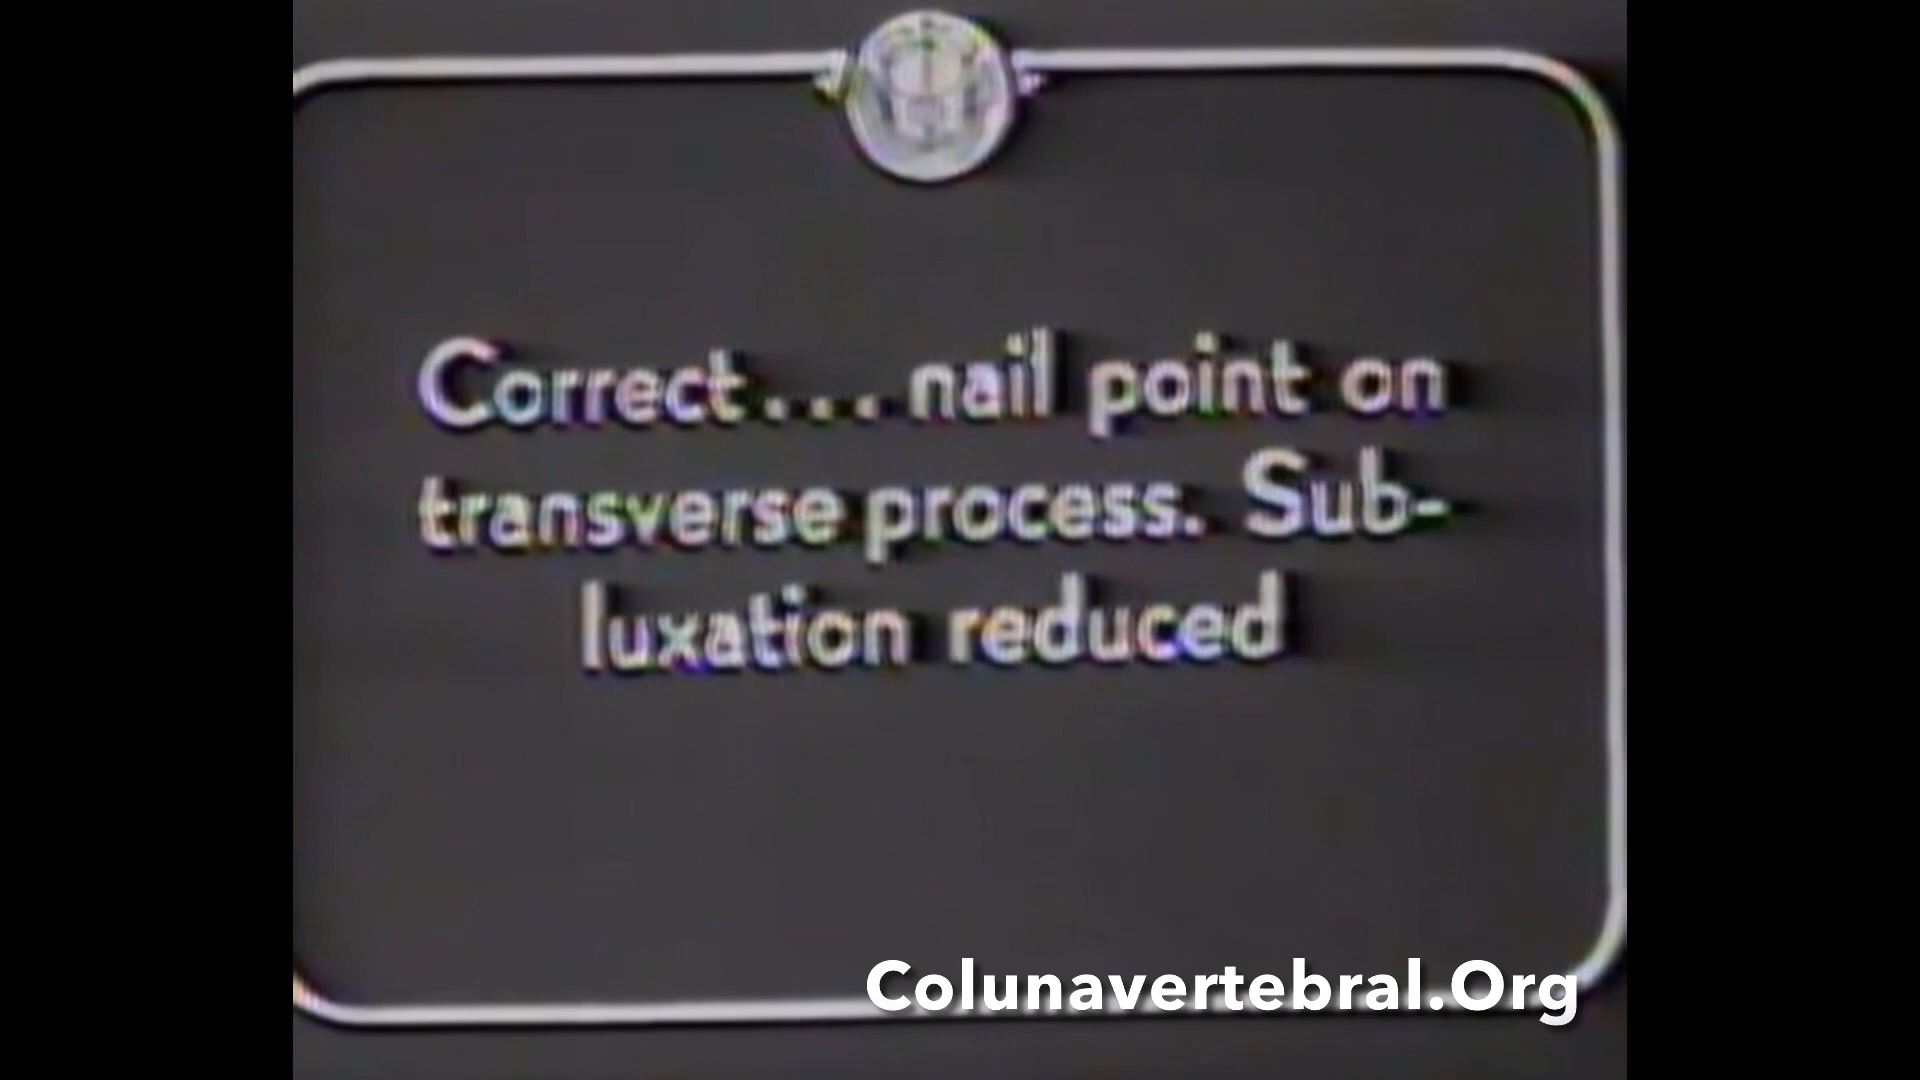 Correct... nail point on
transverse process. Sub-
luxation reduced
Colunavertebral.Org